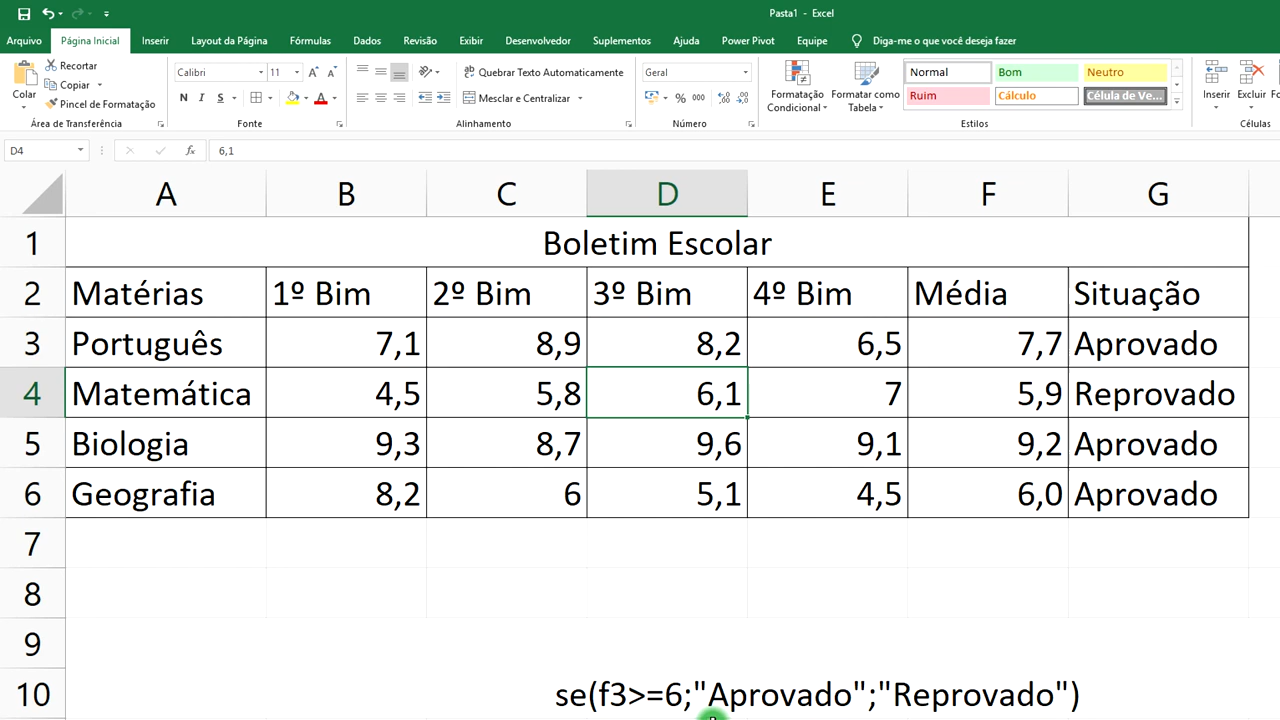 Pasta1 - Excel
Arquivo Página Inicial Inserir Layout da Página Fórmulas Dados Revisão Exibir Desenvolvedor Suplementos Ajuda Power Pivot Equipe Diga-me o que você deseja fazer
Colar Recortar Copiar Pincel de Formatação
Calibri 11
N I S
Quebrar Texto Automaticamente
Mesclar e Centralizar
Geral
% 000
Formatação Condicional
Formatar como Tabela
Normal Bom Neutro
Ruim Cálculo Célula de Ve...
Inserir Excluir
Área de Transferência Fonte Alinhamento Número Estilos Células
D4 fx 6,1
A B C D E F G
1 Boletim Escolar
2 Matérias 1º Bim 2º Bim 3º Bim 4º Bim Média Situação
3 Português 7,1 8,9 8,2 6,5 7,7 Aprovado
4 Matemática 4,5 5,8 6,1 7 5,9 Reprovado
5 Biologia 9,3 8,7 9,6 9,1 9,2 Aprovado
6 Geografia 8,2 6 5,1 4,5 6,0 Aprovado
7
8
9
10 se(f3>=6;"Aprovado";"Reprovado")